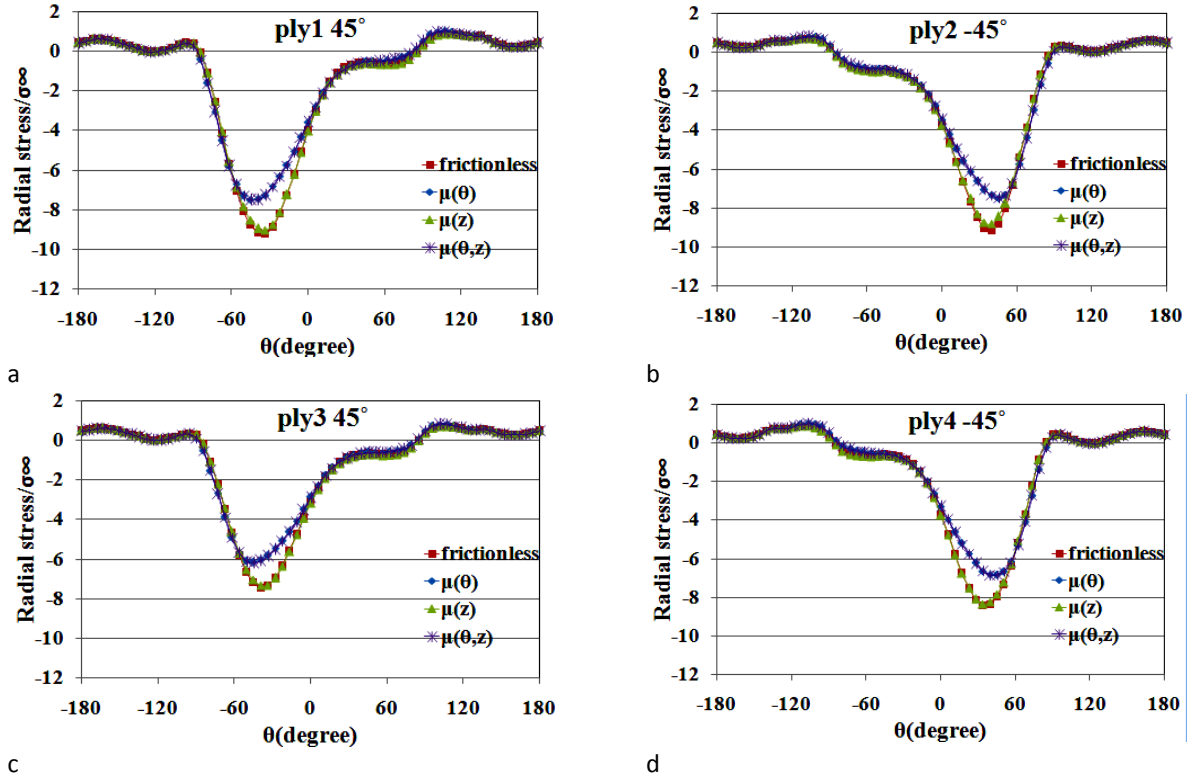 ply1 45°
Radial stress/σ∞
2
0
-2
-4
-6
-8
-10
-12
-180
-120
-60
0
60
120
180
θ(degree)
frictionless
μ(θ)
μ(z)
μ(θ,z)
a
ply2 -45°
Radial stress/σ∞
2
0
-2
-4
-6
-8
-10
-12
-180
-120
-60
0
60
120
180
θ(degree)
frictionless
μ(θ)
μ(z)
μ(θ,z)
b
ply3 45°
Radial stress/σ∞
2
0
-2
-4
-6
-8
-10
-12
-180
-120
-60
0
60
120
180
θ(degree)
frictionless
μ(θ)
μ(z)
μ(θ,z)
c
ply4 -45°
Radial stress/σ∞
2
0
-2
-4
-6
-8
-10
-12
-180
-120
-60
0
60
120
180
θ(degree)
frictionless
μ(θ)
μ(z)
μ(θ,z)
d